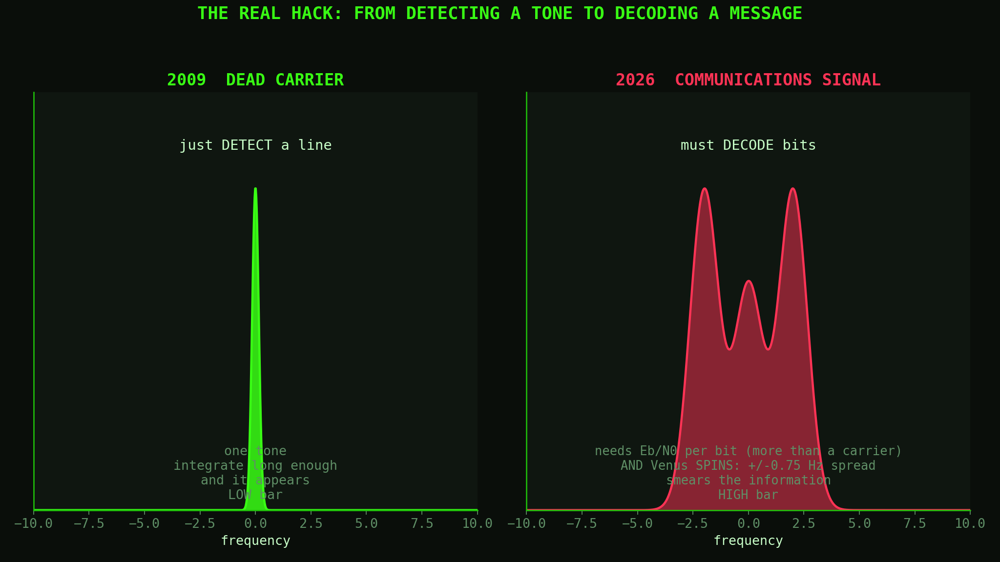 THE REAL HACK: FROM DETECTING A TONE TO DECODING A MESSAGE
2009  DEAD CARRIER
just DETECT a line
one tone
integrate long enough
and it appears
LOW bar
−10.0 −7.5 −5.0 −2.5 0.0 2.5 5.0 7.5 10.0
frequency
2026  COMMUNICATIONS SIGNAL
must DECODE bits
needs Eb/N0 per bit (more than a carrier)
AND Venus SPINS: +/-0.75 Hz spread
smears the information
HIGH bar
−10.0 −7.5 −5.0 −2.5 0.0 2.5 5.0 7.5 10.0
frequency